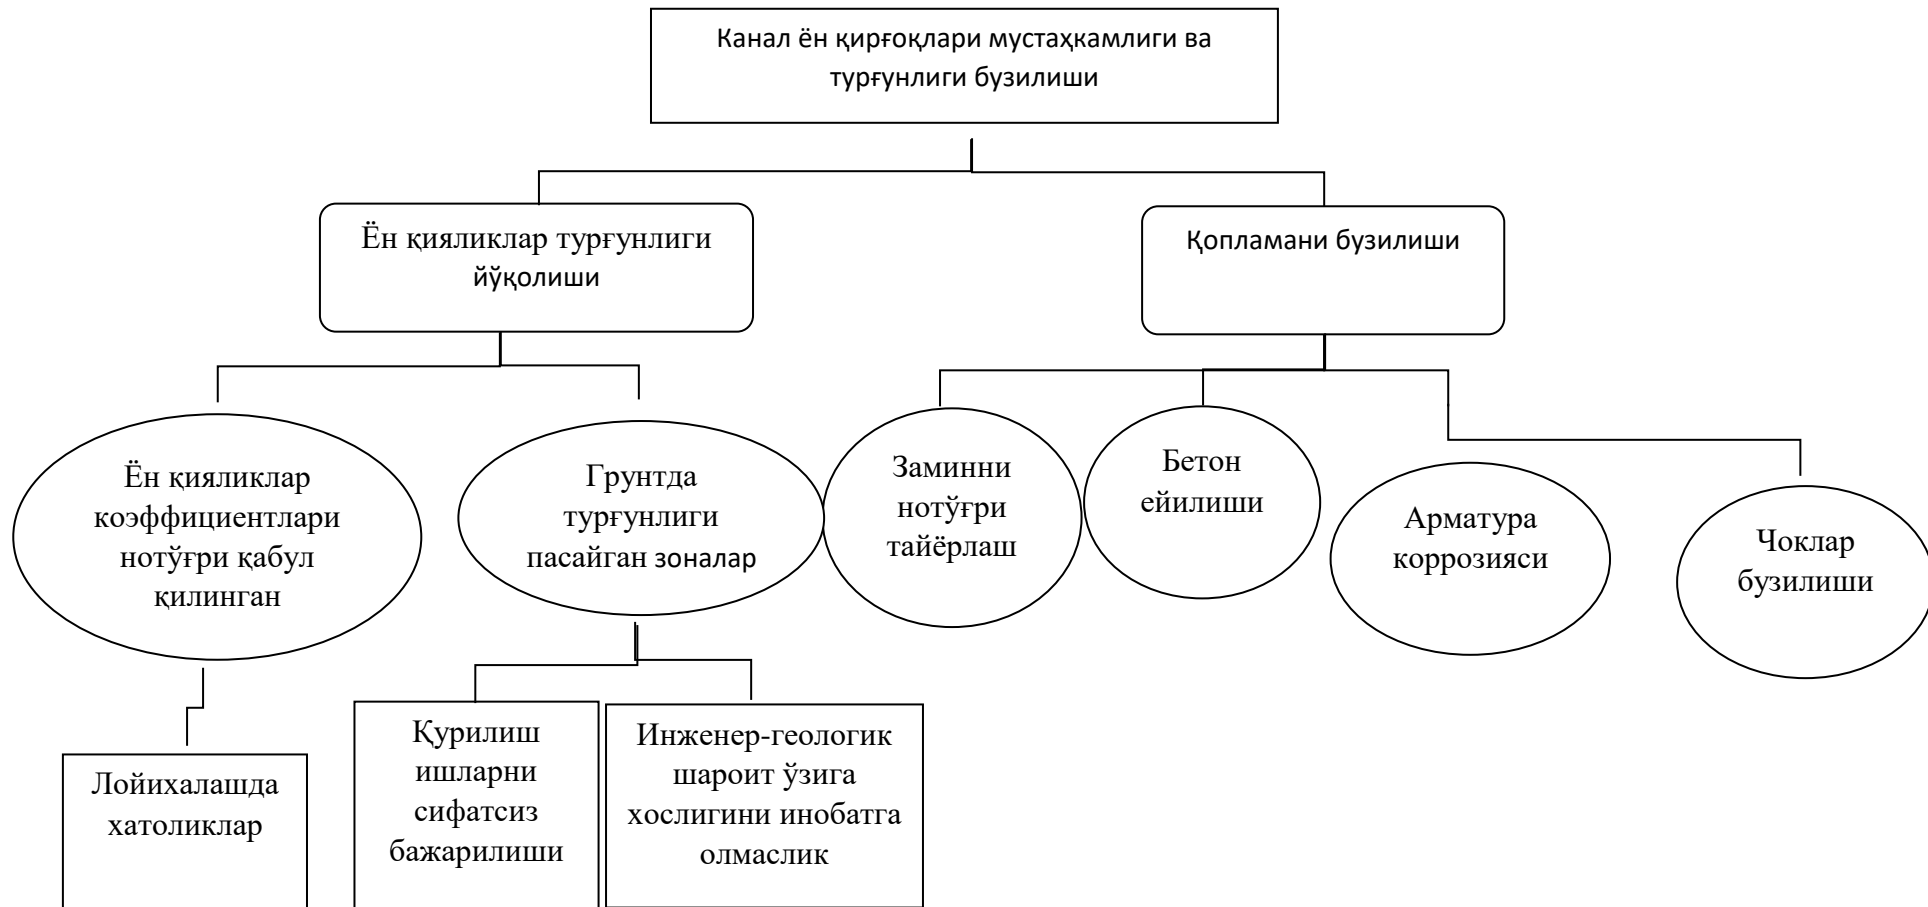 Канал ён қирғоқлари мустаҳкамлиги ва
турғунлиги бузилиши
Ён қияликлар турғунлиги
йўқолиши
Қопламани бузилиши
Ён қияликлар
коэффициентлари
нотўғри қабул
қилинган
Грунтда
турғунлиги
пасайган зоналар
Заминни
нотўғри
тайёрлаш
Бетон
ейилиши
Арматура
коррозияси
Чоклар
бузилиши
Лойихалашда
хатоликлар
Қурилиш
ишларни
сифатсиз
бажарилиши
Инженер-геологик
шароит ўзига
хослигини инобатга
олмаслик